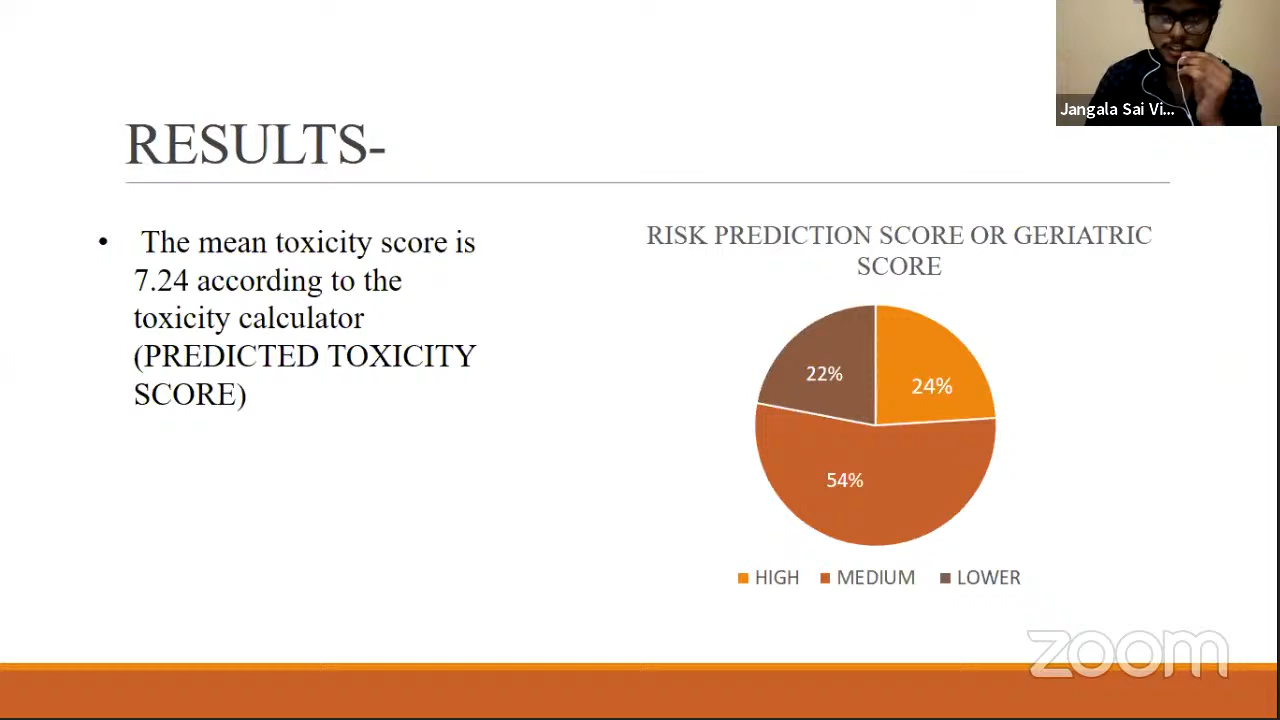 Jangala Sai Vi...
RESULTS-
• The mean toxicity score is
7.24 according to the
toxicity calculator
(PREDICTED TOXICITY
SCORE)
RISK PREDICTION SCORE OR GERIATRIC
SCORE
22%
24%
54%
HIGH MEDIUM LOWER
zoom